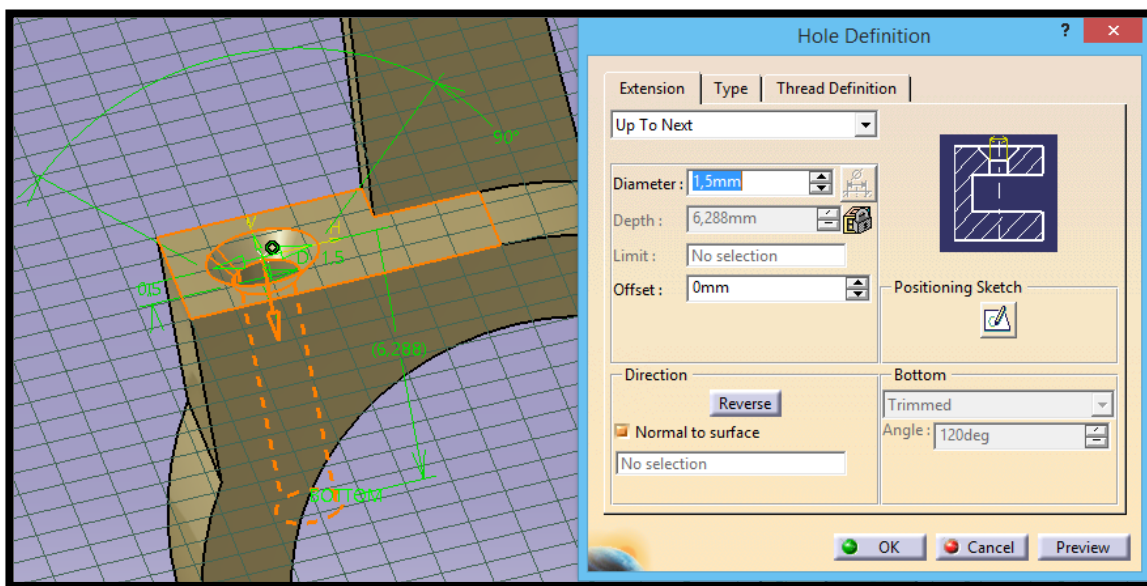 Hole Definition
?
×
Extension
Type
Thread Definition
Up To Next
Diameter :
1,5mm
Depth :
6,288mm
Limit :
No selection
Offset :
0mm
Positioning Sketch
Direction
Reverse
Normal to surface
No selection
Bottom
Trimmed
Angle :
120deg
OK
Cancel
Preview
90°
V
H
D 1.5
0,5
(6,288)
BOTTOM